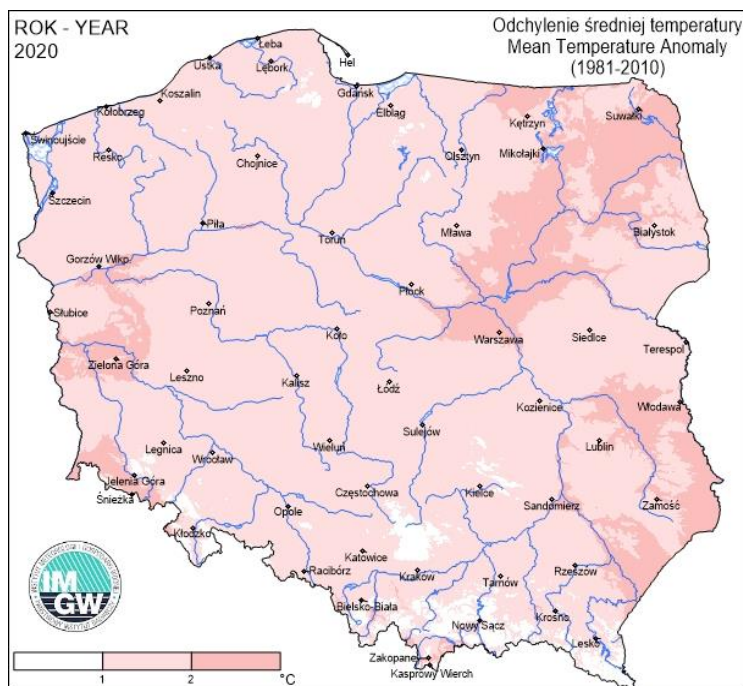 ROK - YEAR
2020
Odchylenie średniej temperatury
Mean Temperature Anomaly
(1981-2010)
Łeba
Hel
Ustka
Lębork
Koszalin
Gdańsk
Kołobrzeg
Elbląg
Kętrzyn
Suwałki
Świnoujście
Resko
Chojnice
Olsztyn
Mikołajki
Szczecin
Piła
Toruń
Mława
Białystok
Gorzów Wlkp.
Płock
Słubice
Poznań
Koło
Warszawa
Siedlce
Terespol
Zielona Góra
Leszno
Kalisz
Łódź
Kozienice
Włodawa
Sulejów
Legnica
Wrocław
Wieluń
Lublin
Jelenia Góra
Śnieżka
Częstochowa
Kielce
Sandomierz
Zamość
Opole
Kłodzko
Katowice
Racibórz
Kraków
Tarnów
Rzeszów
Bielsko-Biała
Nowy Sącz
Krosno
Lesko
Zakopane
Kasprowy Wierch
IM
GW
1 2 °C